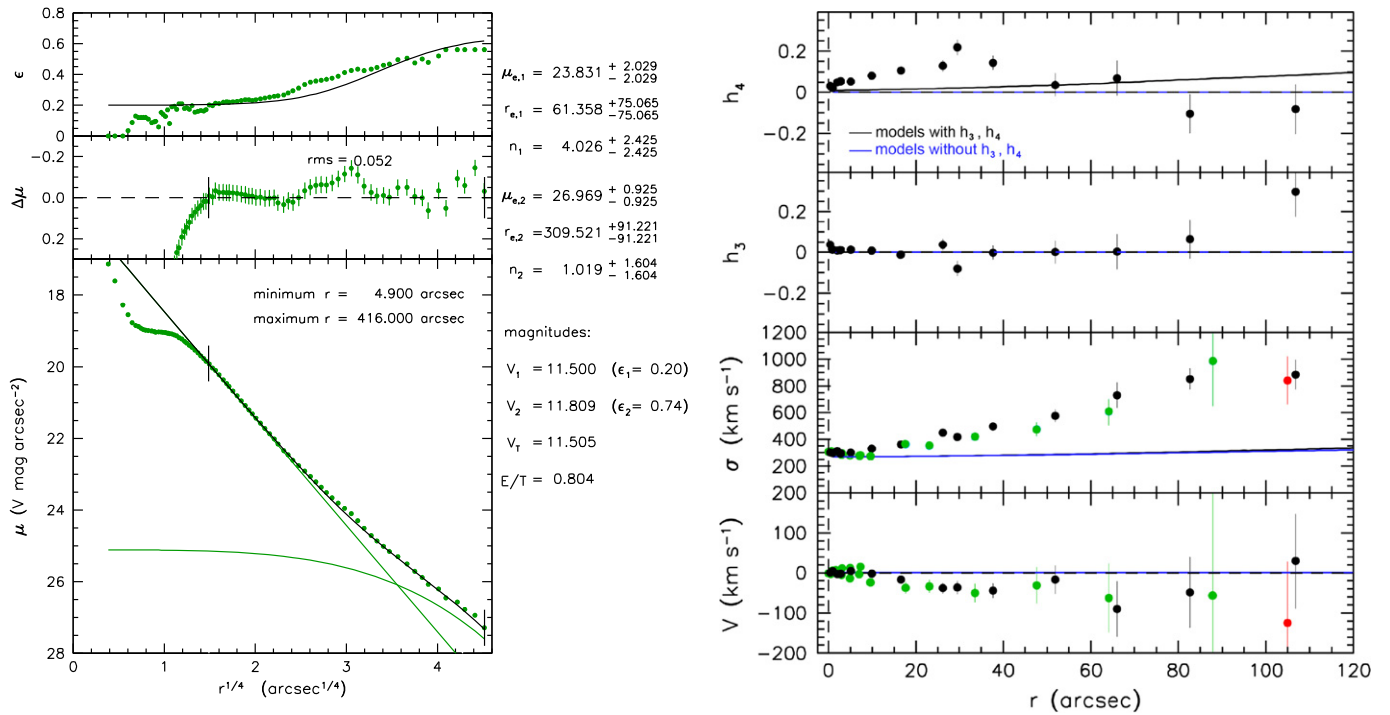 0.8
0.6
0.4
0.2
0
ϵ
−0.2
0.0
0.2
Δμ
rms = 0.052
18
20
22
24
26
28
μ (V mag arcsec−2)
minimum r = 4.900 arcsec
maximum r = 416.000 arcsec
0 1 2 3 4
r1/4 (arcsec1/4)
μe,1 = 23.831 + 2.029 − 2.029
re,1 = 61.358 +75.065 −75.065
n1 = 4.026 + 2.425 − 2.425
μe,2 = 26.969 + 0.925 − 0.925
re,2 =309.521 +91.221 −91.221
n2 = 1.019 + 1.604 − 1.604
magnitudes:
V1 = 11.500 (ϵ1= 0.20)
V2 = 11.809 (ϵ2= 0.74)
VT = 11.505
E/T = 0.804
0.2
0
−0.2
h4
models with h3, h4
models without h3, h4
0.2
0
−0.2
h3
1200
1000
800
600
400
200
σ (km s−1)
200
100
0
−100
−200
V (km s−1)
0 20 40 60 80 100 120
r (arcsec)